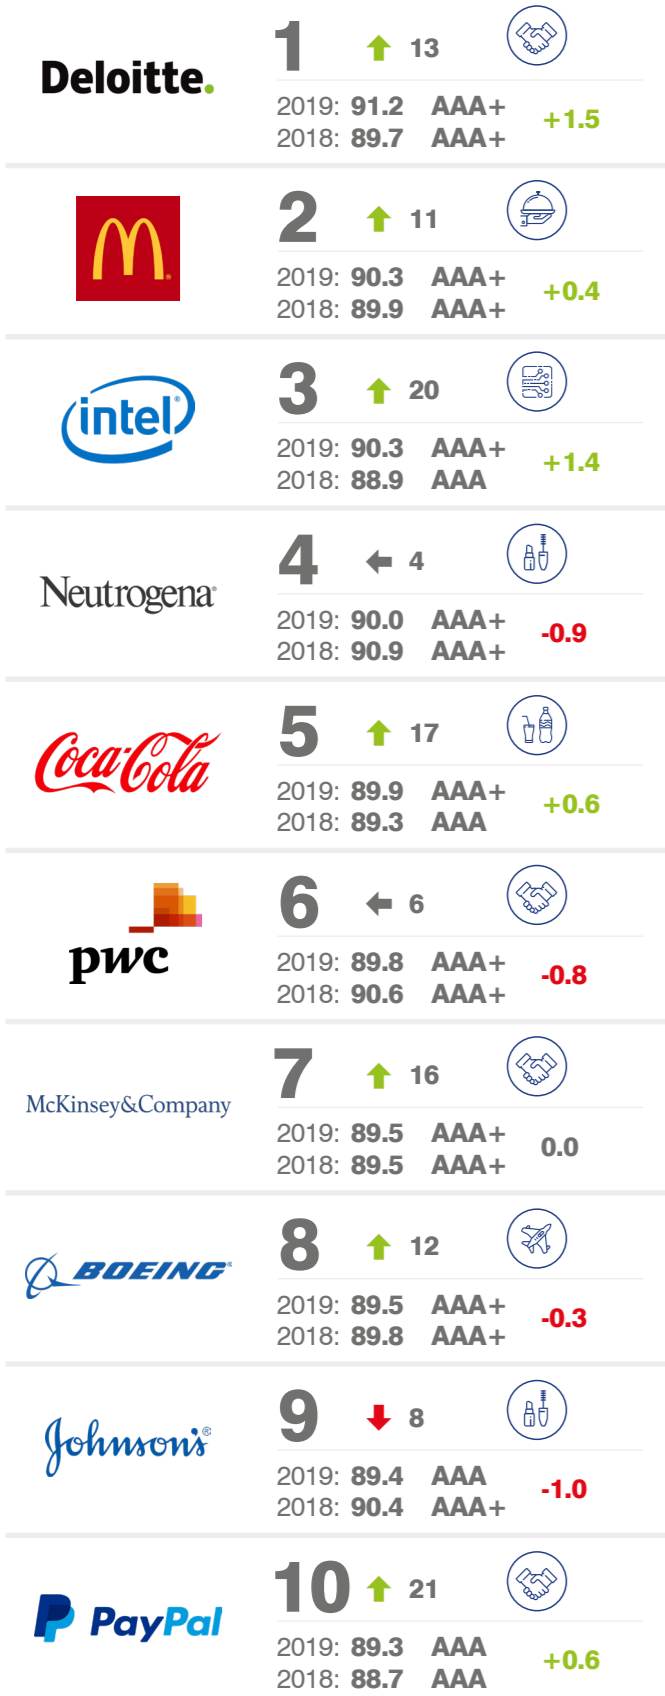 Deloitte.
1 13
2019: 91.2 AAA+
2018: 89.7 AAA+
+1.5
M
2 11
2019: 90.3 AAA+
2018: 89.9 AAA+
+0.4
intel®
3 20
2019: 90.3 AAA+
2018: 88.9 AAA
+1.4
Neutrogena®
4 4
2019: 90.0 AAA+
2018: 90.9 AAA+
-0.9
Coca-Cola
5 17
2019: 89.9 AAA+
2018: 89.3 AAA
+0.6
pwc
6 6
2019: 89.8 AAA+
2018: 90.6 AAA+
-0.8
McKinsey&Company
7 16
2019: 89.5 AAA+
2018: 89.5 AAA+
0.0
BOEING®
8 12
2019: 89.5 AAA+
2018: 89.8 AAA+
-0.3
Johnson's®
9 8
2019: 89.4 AAA
2018: 90.4 AAA+
-1.0
PayPal
10 21
2019: 89.3 AAA
2018: 88.7 AAA
+0.6